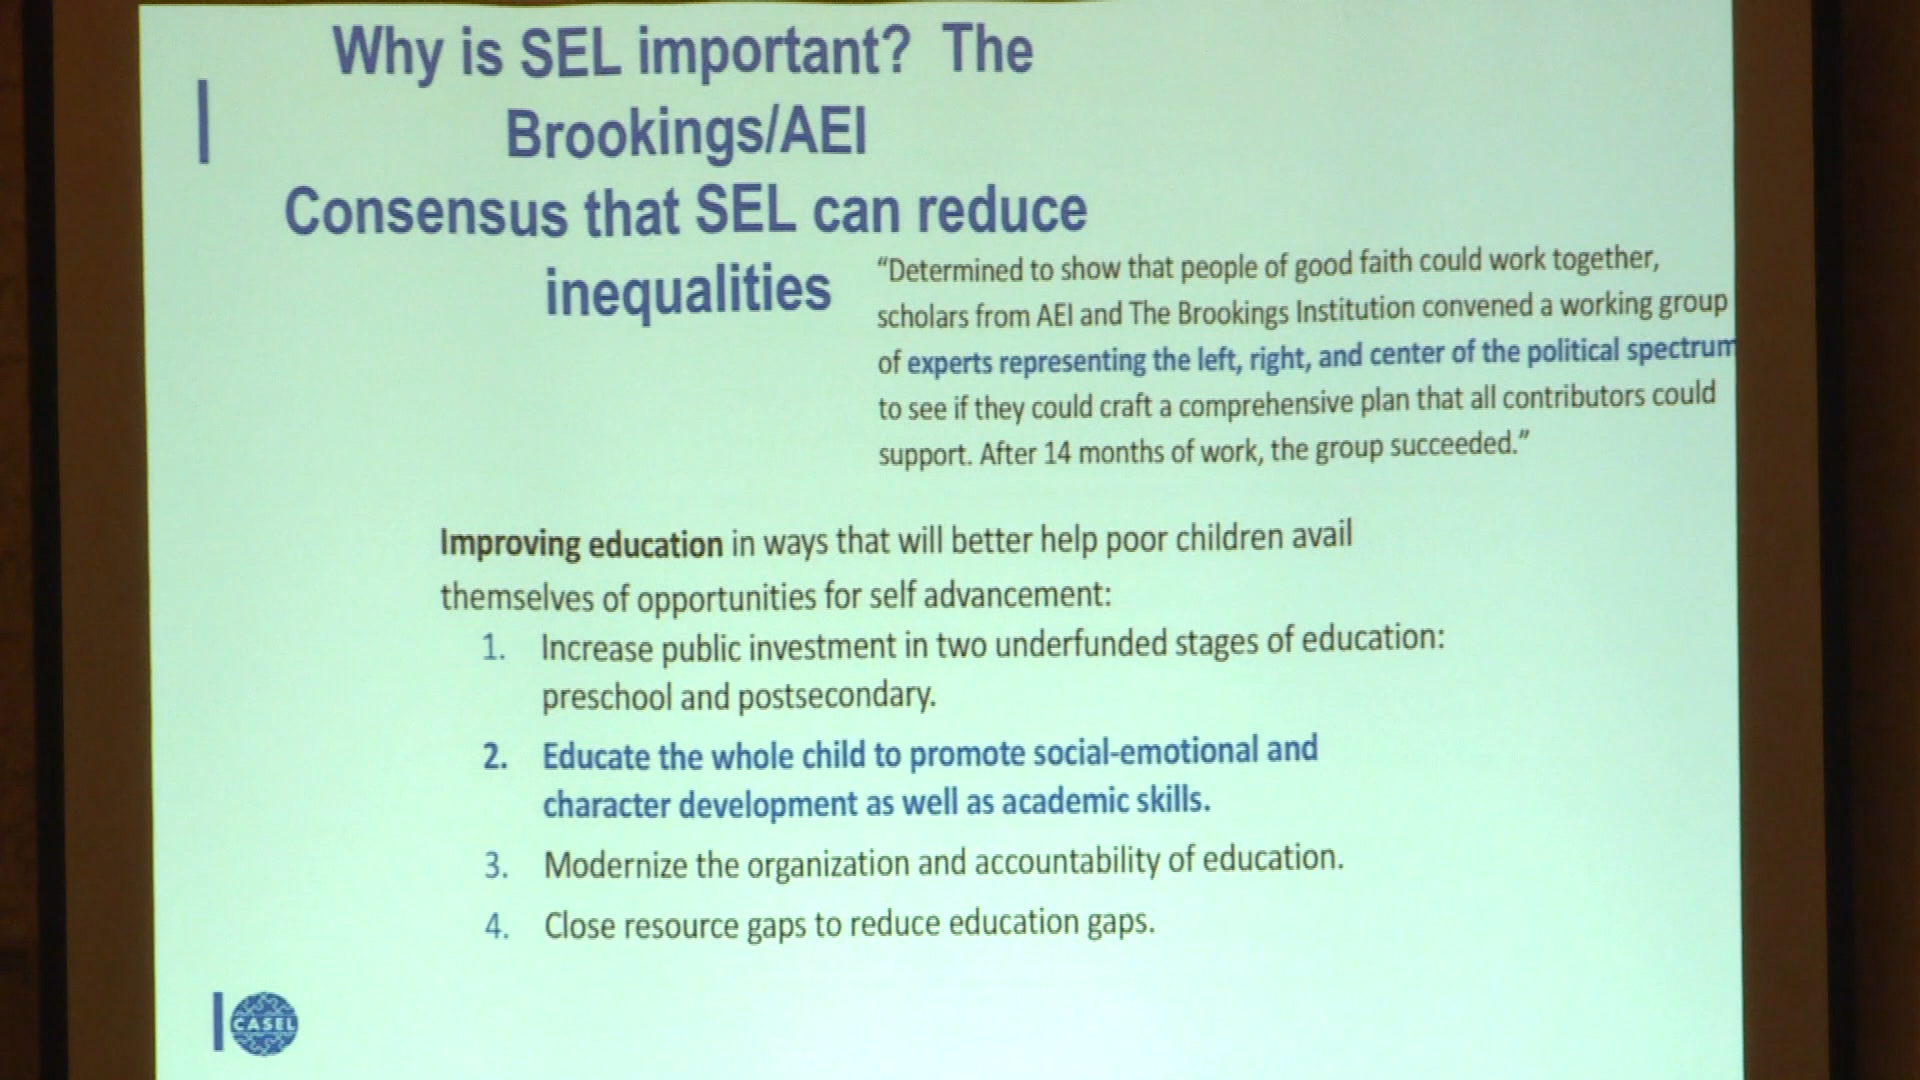 Why is SEL important? The
Brookings/AEI
Consensus that SEL can reduce
inequalities
“Determined to show that people of good faith could work together,
scholars from AEI and The Brookings Institution convened a working group
of experts representing the left, right, and center of the political spectrum
to see if they could craft a comprehensive plan that all contributors could
support. After 14 months of work, the group succeeded.”
Improving education in ways that will better help poor children avail
themselves of opportunities for self advancement:
1. Increase public investment in two underfunded stages of education:
preschool and postsecondary.
2. Educate the whole child to promote social-emotional and
character development as well as academic skills.
3. Modernize the organization and accountability of education.
4. Close resource gaps to reduce education gaps.
CASEL